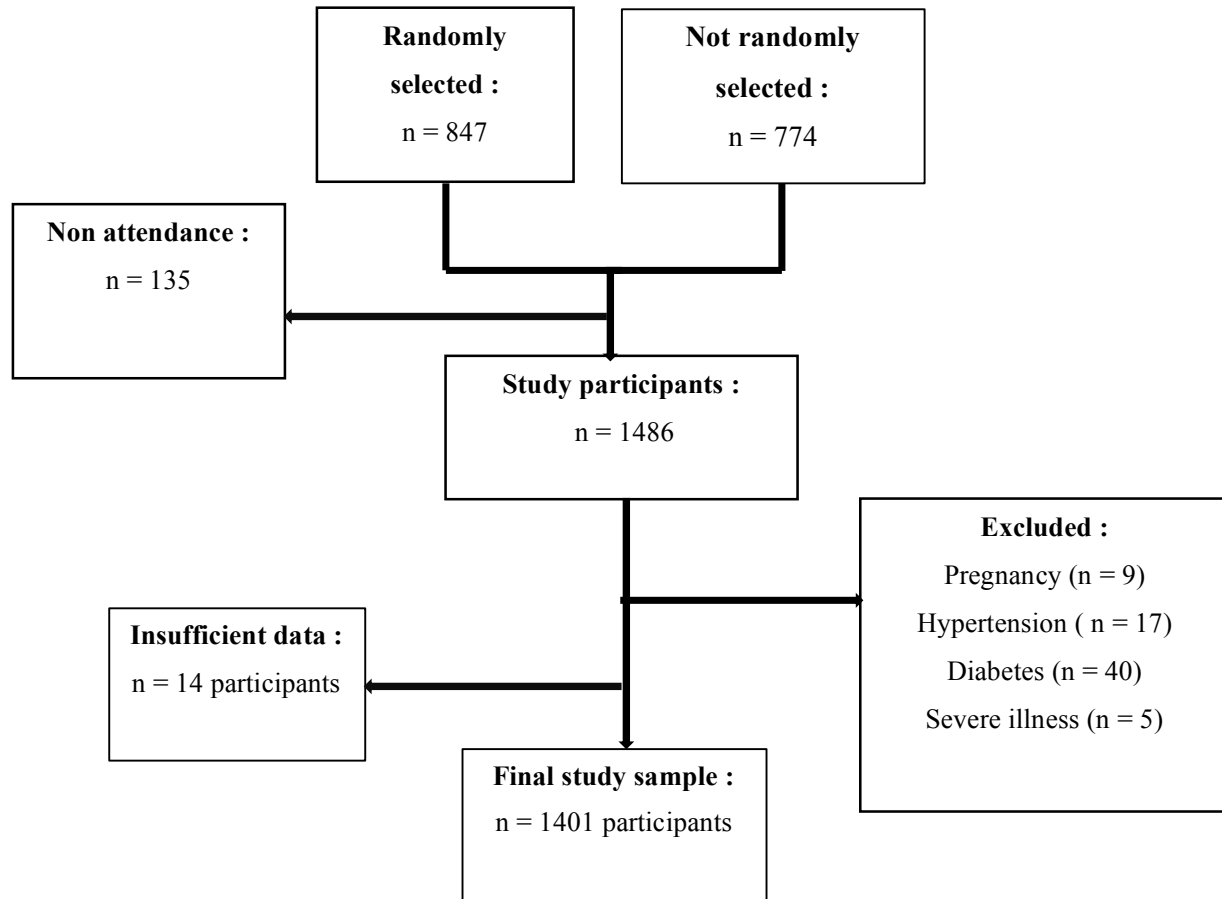 Randomly
selected :
n = 847
Not randomly
selected :
n = 774
Non attendance :
n = 135
Study participants :
n = 1486
Excluded :
Pregnancy (n = 9)
Hypertension ( n = 17)
Diabetes (n = 40)
Severe illness (n = 5)
Insufficient data :
n = 14 participants
Final study sample :
n = 1401 participants